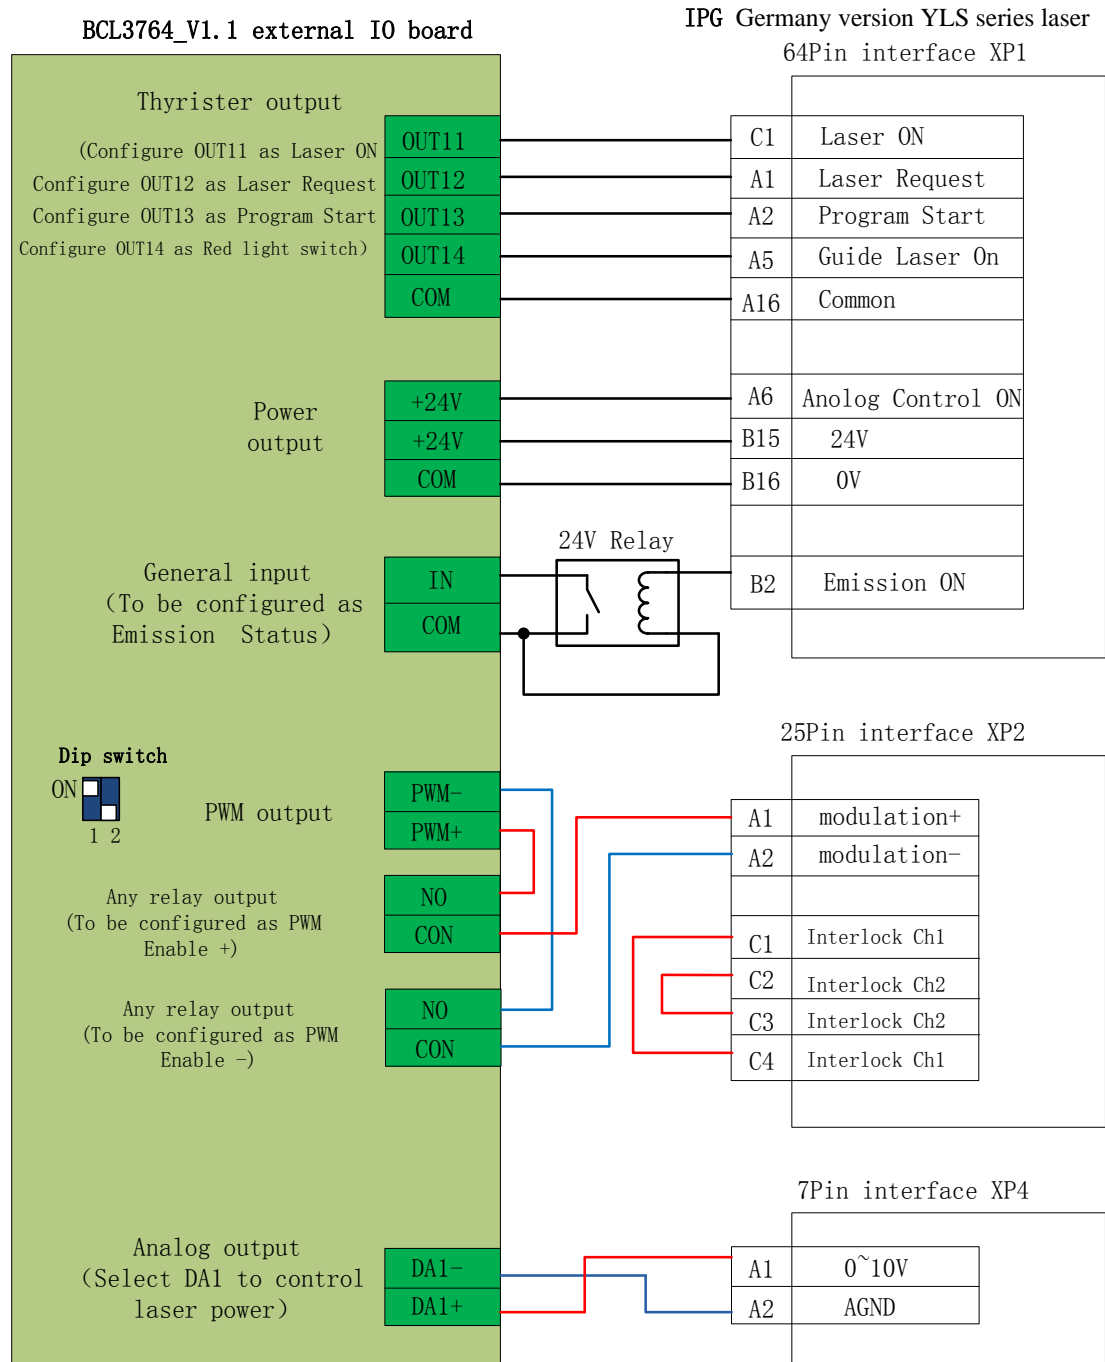 BCL3764_V1.1 external IO board
IPG Germany version YLS series laser
64Pin interface XP1
Thyrister output
(Configure OUT11 as Laser ON
Configure OUT12 as Laser Request
Configure OUT13 as Program Start
Configure OUT14 as Red light switch)
OUT11
OUT12
OUT13
OUT14
COM
C1 Laser ON
A1 Laser Request
A2 Program Start
A5 Guide Laser On
A16 Common
Power
output
+24V
+24V
COM
A6 Anolog Control ON
B15 24V
B16 0V
24V Relay
General input
(To be configured as
Emission Status)
IN
COM
B2 Emission ON
25Pin interface XP2
Dip switch
ON
1 2
PWM output
PWM-
PWM+
A1 modulation+
A2 modulation-
Any relay output
(To be configured as PWM
Enable +)
NO
CON
C1 Interlock Ch1
C2 Interlock Ch2
C3 Interlock Ch2
C4 Interlock Ch1
Any relay output
(To be configured as PWM
Enable -)
NO
CON
7Pin interface XP4
Analog output
(Select DA1 to control
laser power)
DA1-
DA1+
A1 0~10V
A2 AGND